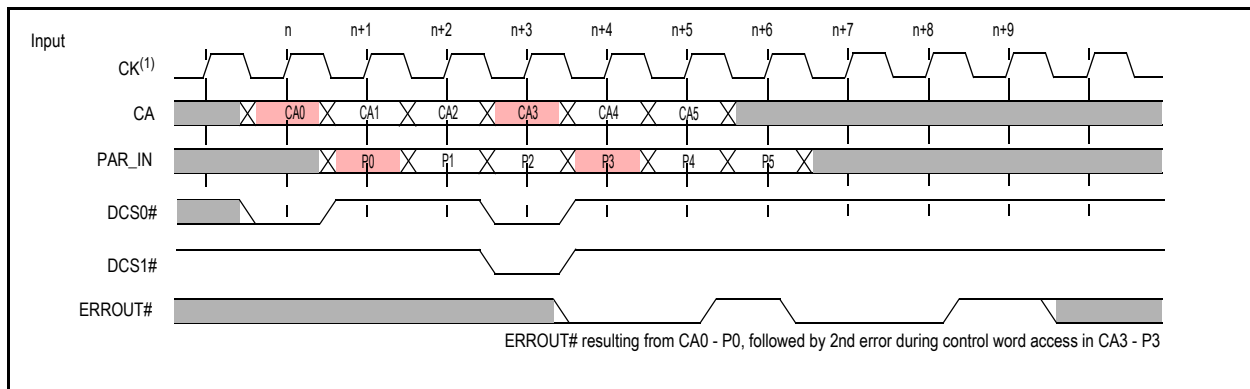 Input
n n+1 n+2 n+3 n+4 n+5 n+6 n+7 n+8 n+9
CK(1)
CA CA0 CA1 CA2 CA3 CA4 CA5
PAR_IN P0 P1 P2 P3 P4 P5
DCS0#
DCS1#
ERROUT#
ERROUT# resulting from CA0 - P0, followed by 2nd error during control word access in CA3 - P3